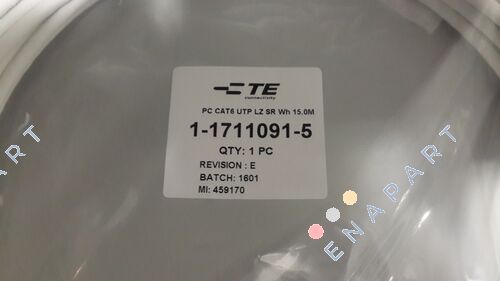 TE
connectivity
PC CAT6 UTP LZ SR Wh 15.0M
1-1711091-5
QTY: 1 PC
REVISION : E
BATCH: 1601
MI: 459170
ENAPART